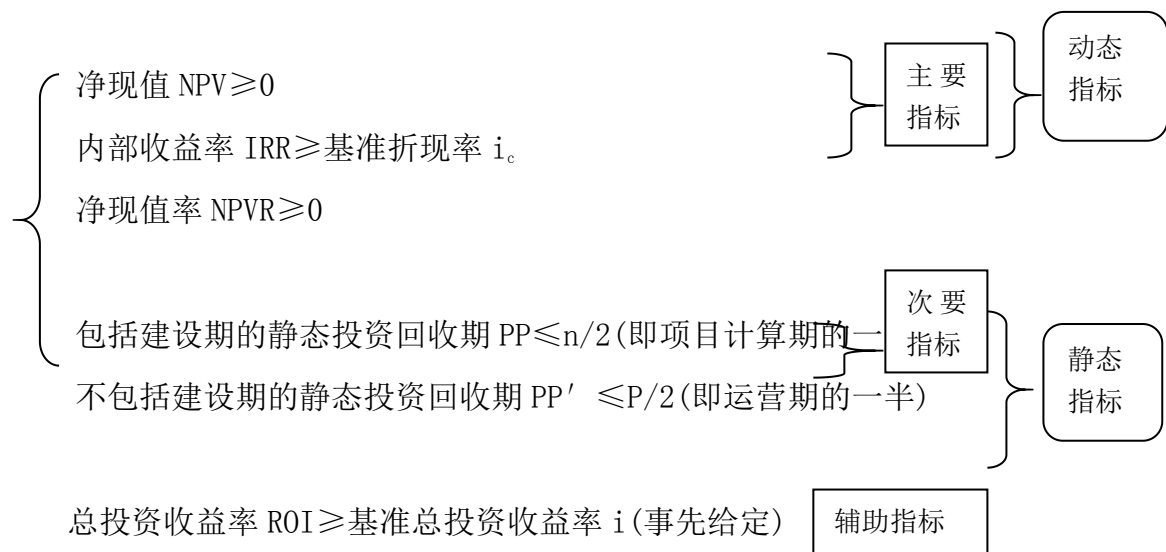 净现值 NPV≥0
内部收益率 IRR≥基准折现率 ic
净现值率 NPVR≥0
主要
指标
动态
指标
包括建设期的静态投资回收期 PP≤n/2(即项目计算期的一
不包括建设期的静态投资回收期 PP′ ≤P/2(即运营期的一半)
次要
指标
静态
指标
总投资收益率 ROI≥基准总投资收益率 i(事先给定)
辅助指标